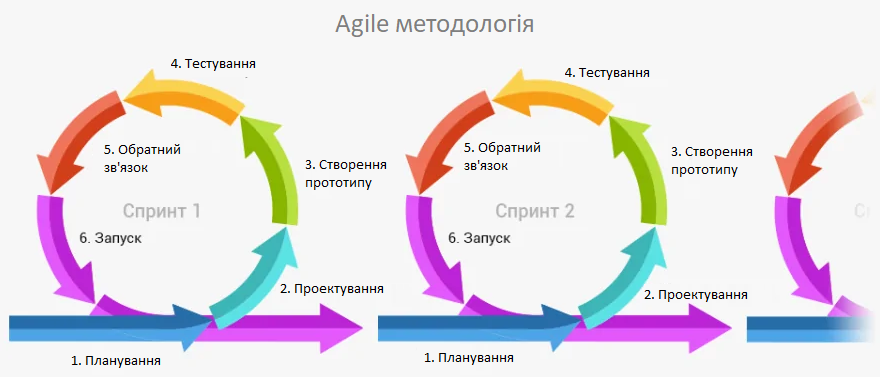 Agile методологія
4. Тестування
5. Обратний
зв'язок
3. Створення
прототипу
Спринт 1
6. Запуск
2. Проектування
1. Планування
4. Тестування
5. Обратний
зв'язок
3. Створення
прототипу
Спринт 2
6. Запуск
2. Проектування
1. Планування